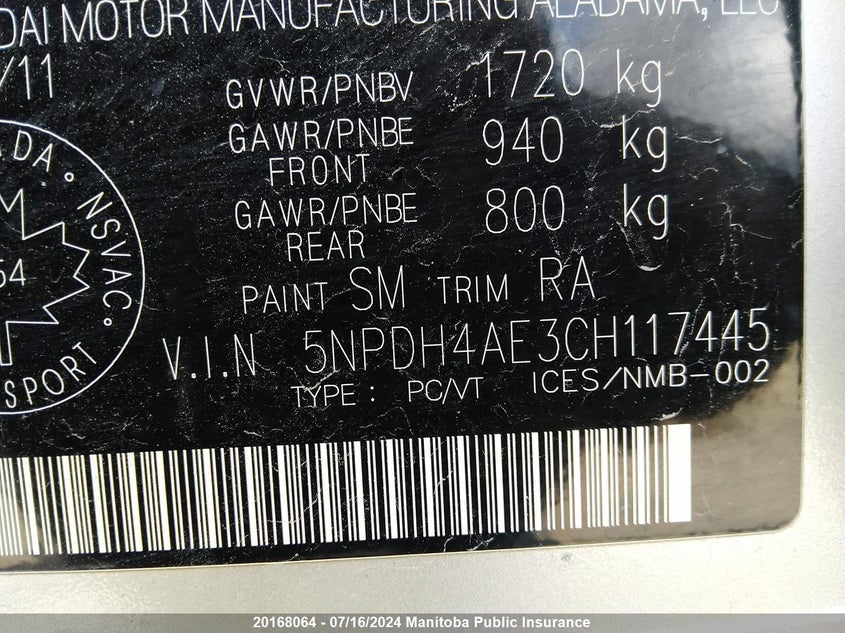 DAI MOTOR MANUFACTURING ALABAMA, LLC
/11
GVWR/PNBV 1720 kg
GAWR/PNBE FRONT 940 kg
GAWR/PNBE REAR 800 kg
PAINT SM TRIM RA
V.I.N 5NPDH4AE3CH117445
TYPE : PC/VT ICES/NMB-002
ADA • NSVAC •
54
SPORT
20168064 - 07/16/2024 Manitoba Public Insurance